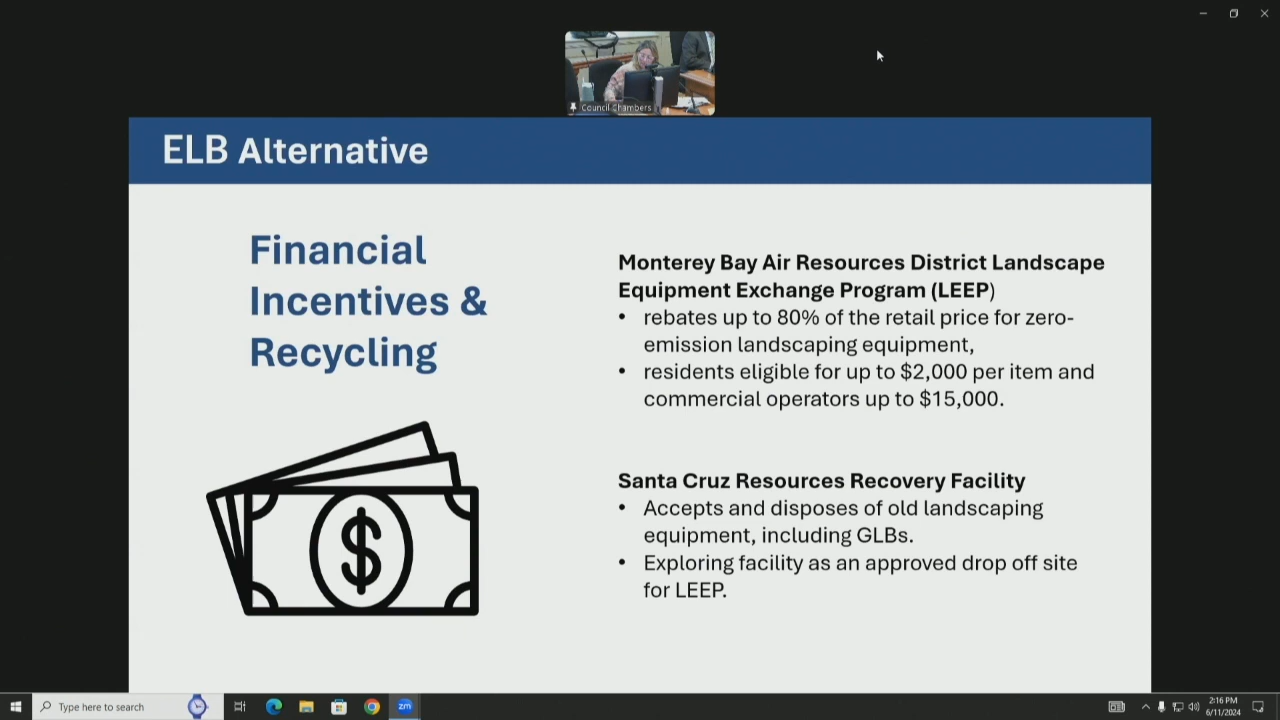 Council Chambers
ELB Alternative
Financial
Incentives &
Recycling
Monterey Bay Air Resources District Landscape
Equipment Exchange Program (LEEP)
• rebates up to 80% of the retail price for zero-
emission landscaping equipment,
• residents eligible for up to $2,000 per item and
commercial operators up to $15,000.
Santa Cruz Resources Recovery Facility
• Accepts and disposes of old landscaping
equipment, including GLBs.
• Exploring facility as an approved drop off site
for LEEP.
$
Type here to search
zm
2:16 PM
6/11/2024